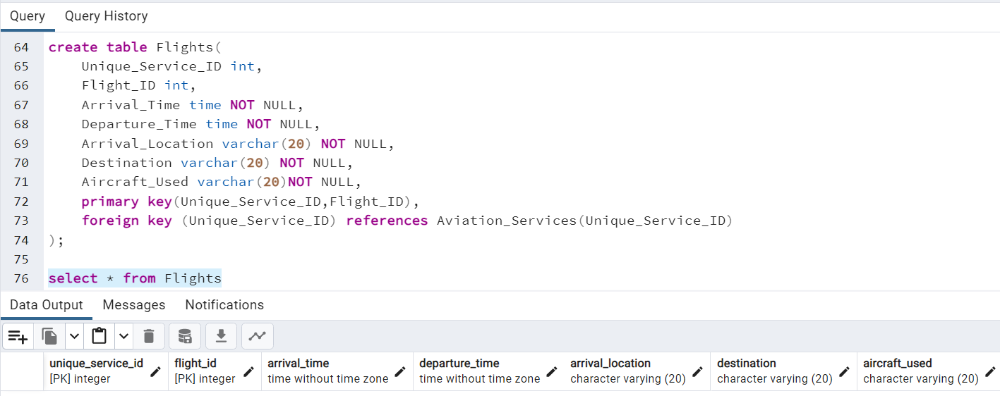 Query Query History
64 create table Flights(
65 Unique_Service_ID int,
66 Flight_ID int,
67 Arrival_Time time NOT NULL,
68 Departure_Time time NOT NULL,
69 Arrival_Location varchar(20) NOT NULL,
70 Destination varchar(20) NOT NULL,
71 Aircraft_Used varchar(20)NOT NULL,
72 primary key(Unique_Service_ID,Flight_ID),
73 foreign key (Unique_Service_ID) references Aviation_Services(Unique_Service_ID)
74 );
75
76 select * from Flights
Data Output Messages Notifications
unique_service_id flight_id arrival_time departure_time arrival_location destination aircraft_used
[PK] integer [PK] integer time without time zone time without time zone character varying (20) character varying (20) character varying (20)